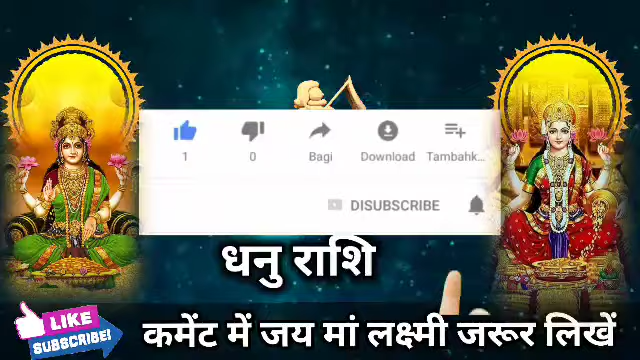 1 0 Bagi Download Tambahk...
DISUBSCRIBE
धनु राशि
LIKE
SUBSCRIBE!
कमेंट में जय मां लक्ष्मी जरूर लिखें